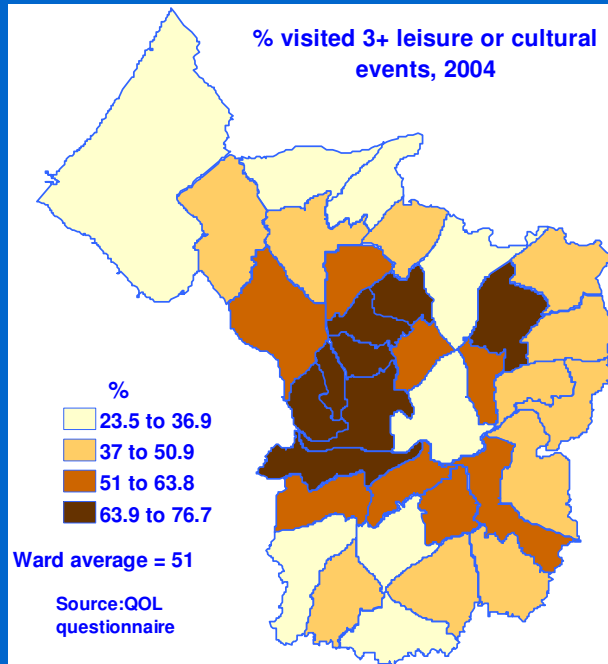 % visited 3+ leisure or cultural
events, 2004
%
23.5 to 36.9
37 to 50.9
51 to 63.8
63.9 to 76.7
Ward average = 51
Source:QOL
questionnaire